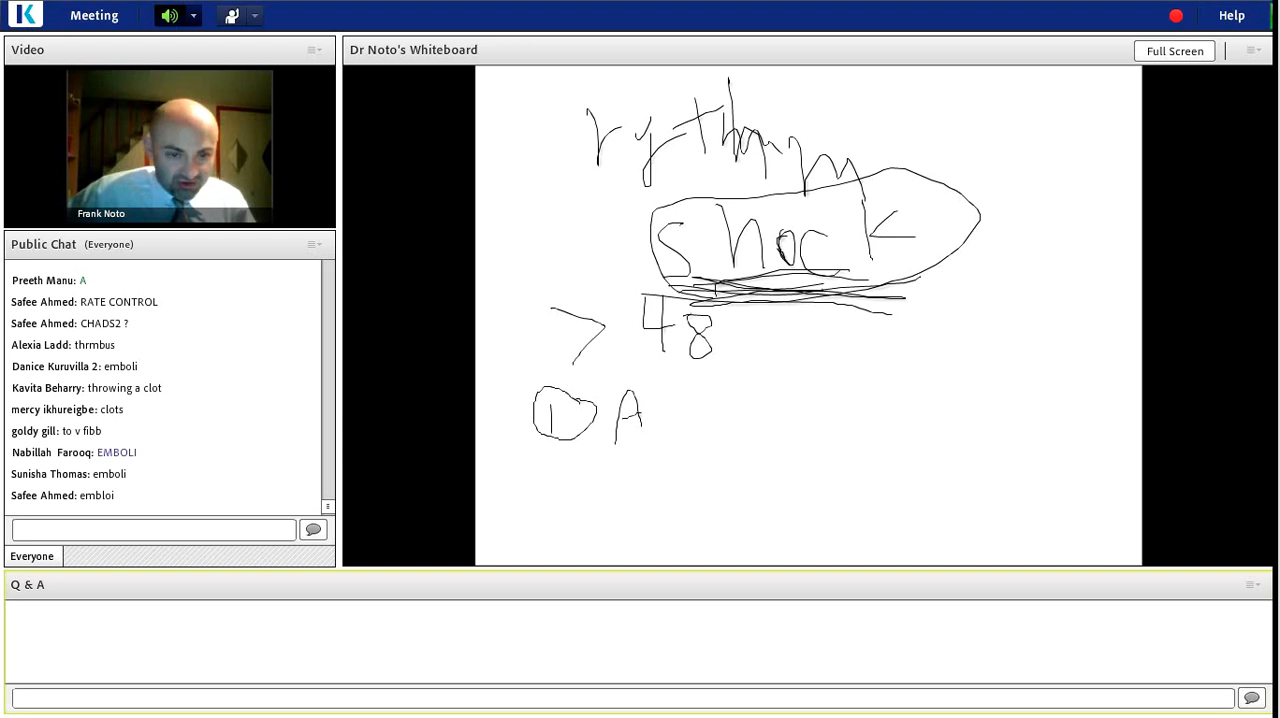 K Meeting Help
Video
Dr Noto's Whiteboard
Full Screen
Frank Noto
Public Chat (Everyone)
Preeth Manu: A
Safee Ahmed: RATE CONTROL
Safee Ahmed: CHADS2 ?
Alexia Ladd: thrmbus
Danice Kuruvilla 2: emboli
Kavita Beharry: throwing a clot
mercy ikhureigbe: clots
goldy gill: to v fibb
Nabillah Farooq: EMBOLI
Sunisha Thomas: emboli
Safee Ahmed: embloi
Everyone
rythm
SHocK
> 48
1 A
Q & A